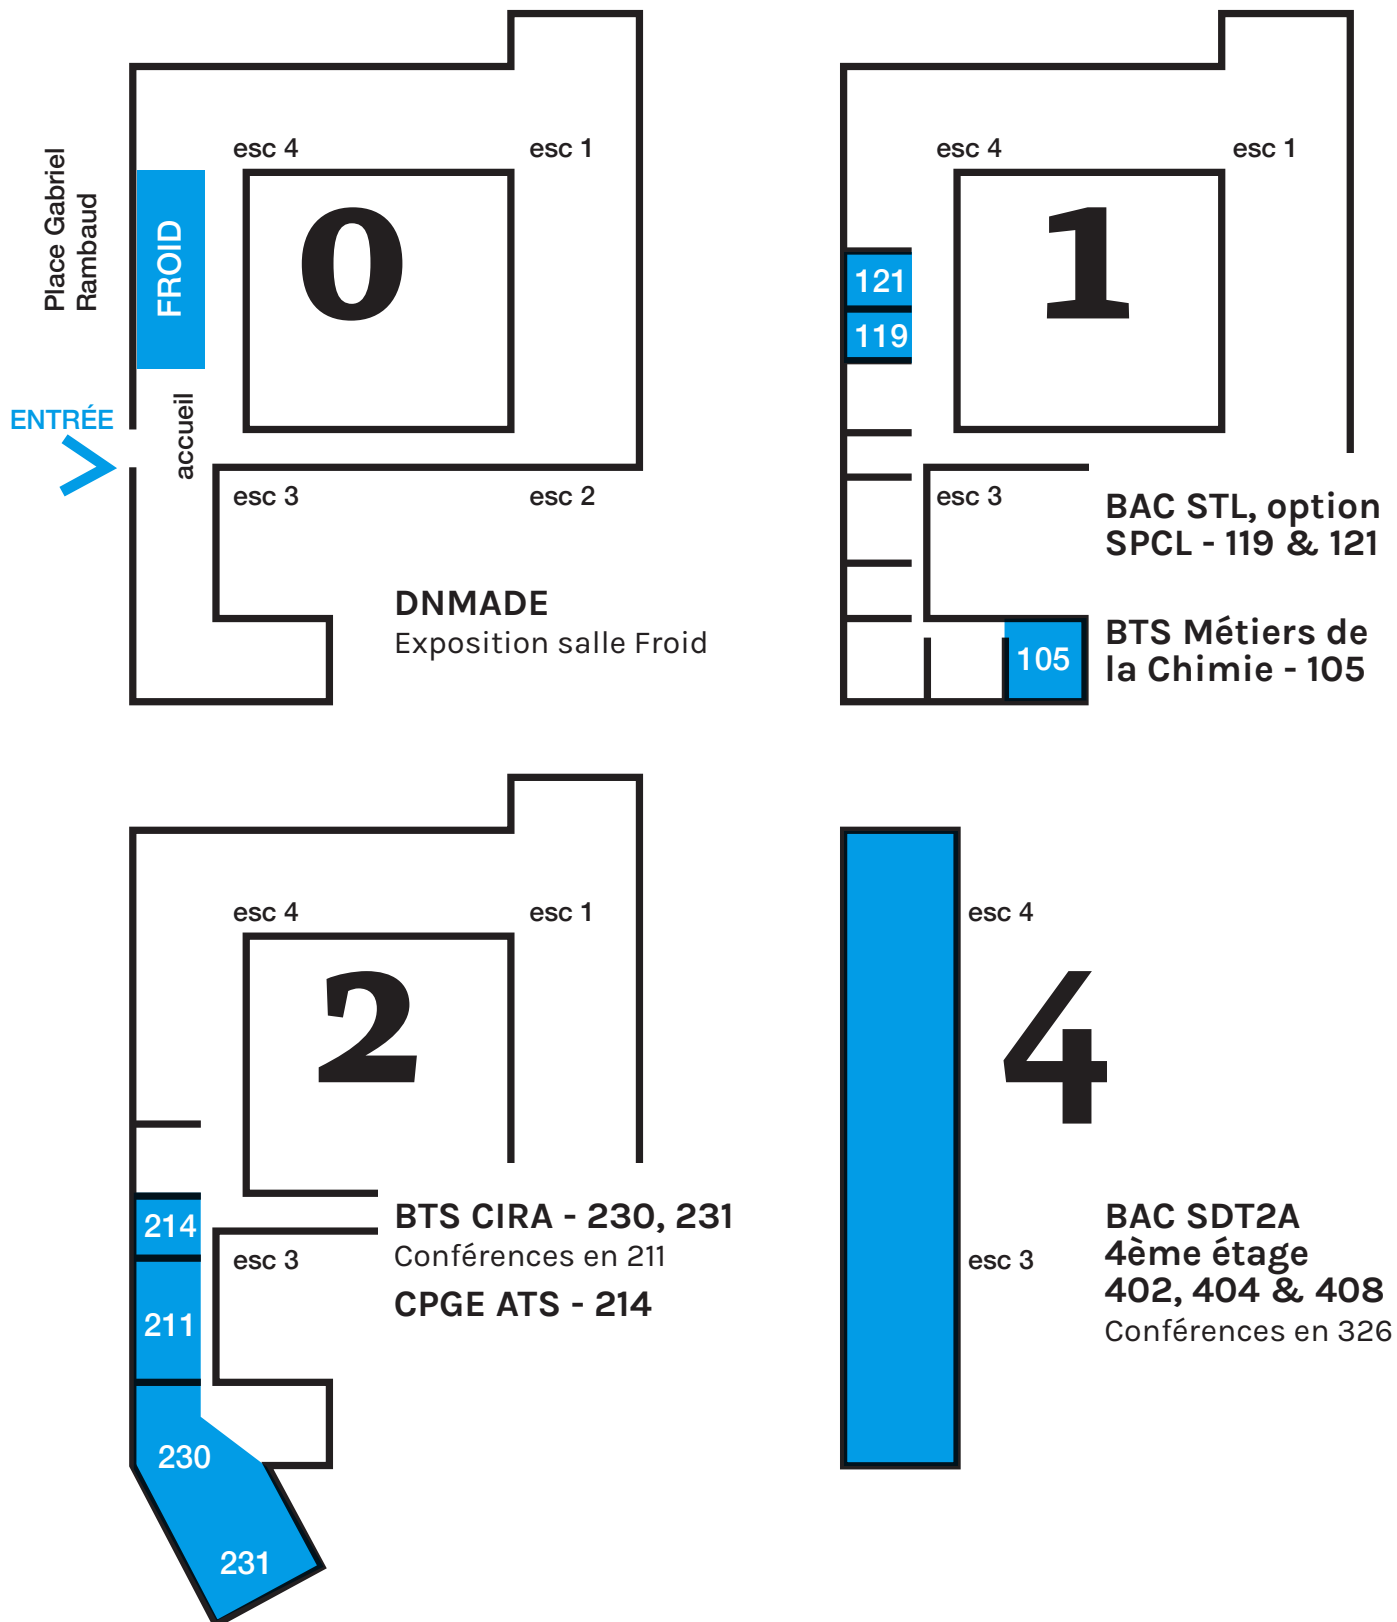 esc 4
esc 1
Place Gabriel
Rambaud
FROID
0
ENTRÉE
accueil
esc 3
esc 2
DNMADE
Exposition salle Froid
esc 4
esc 1
1
121
119
esc 3
BAC STL, option
SPCL - 119 & 121
105
BTS Métiers de
la Chimie - 105
esc 4
esc 1
2
214
esc 3
211
230
231
BTS CIRA - 230, 231
Conférences en 211
CPGE ATS - 214
esc 4
4
esc 3
BAC SDT2A
4ème étage
402, 404 & 408
Conférences en 326